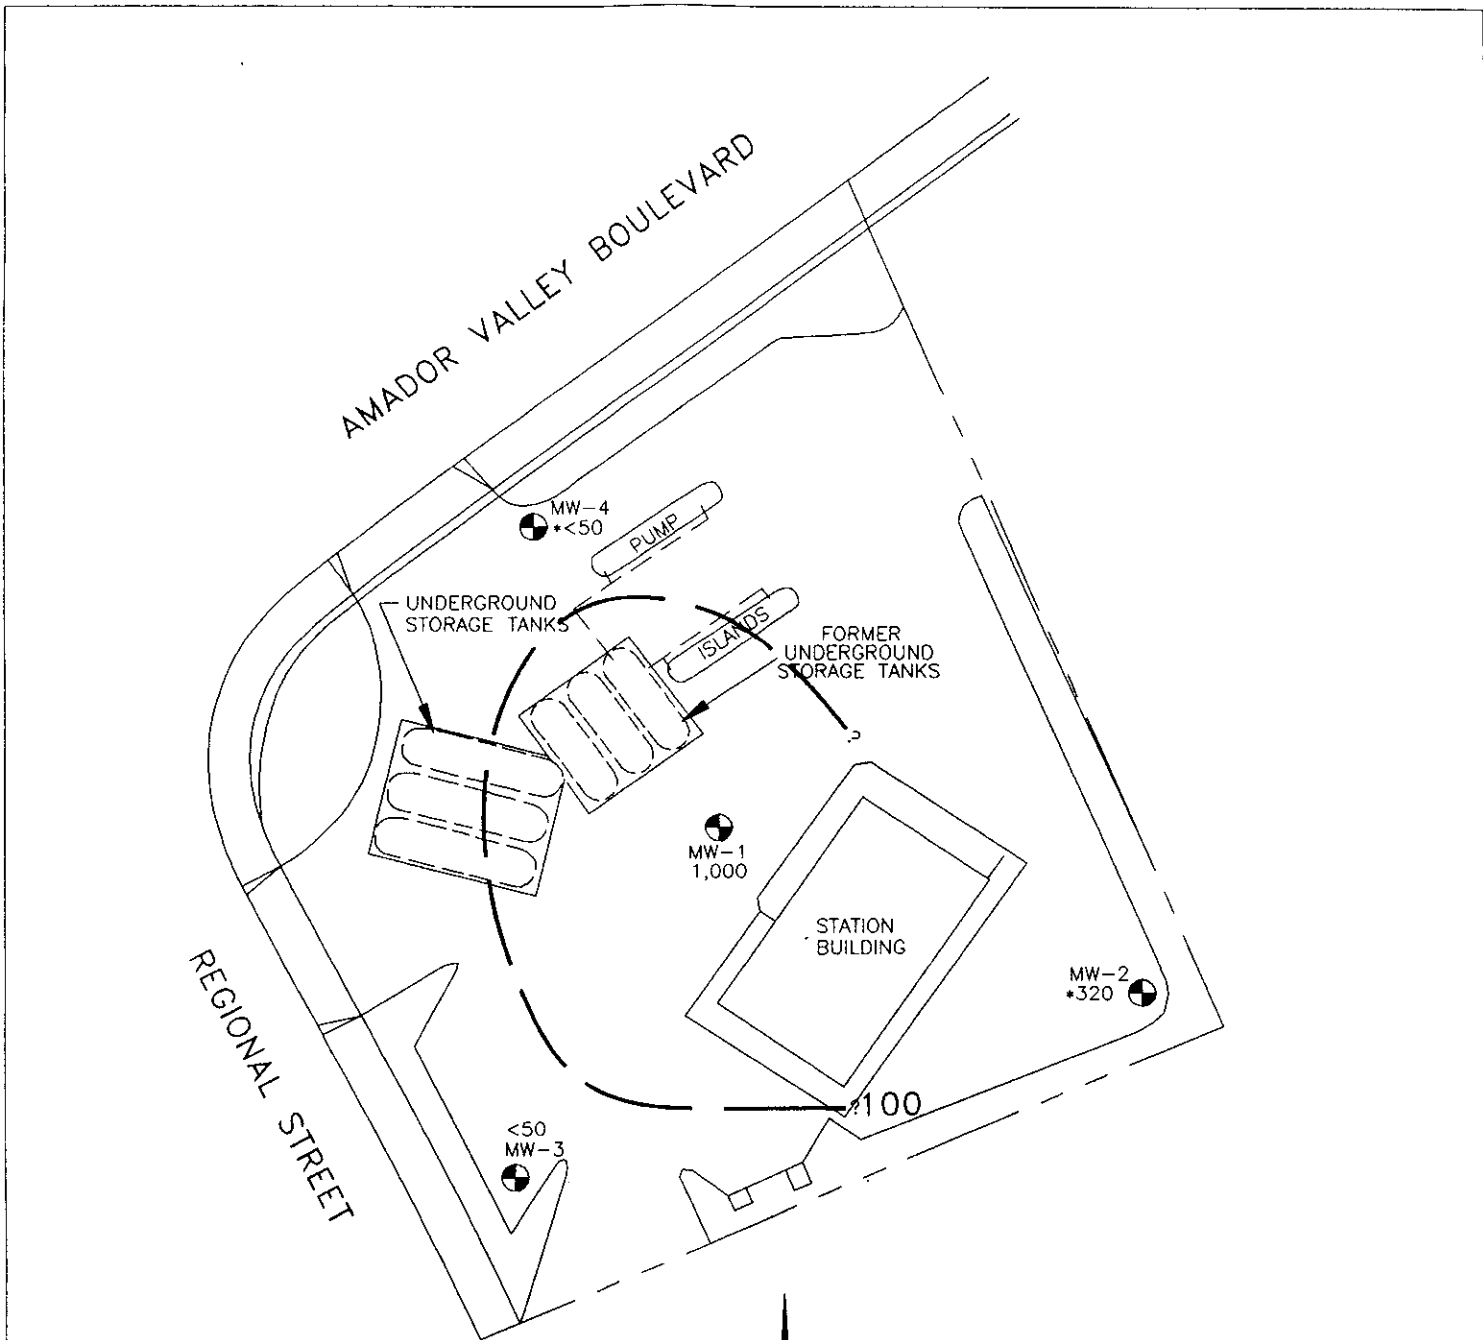 AMADOR VALLEY BOULEVARD
MW-4
*<50
PUMP
UNDERGROUND
STORAGE TANKS
ISLANDS
FORMER
UNDERGROUND
STORAGE TANKS
?
MW-1
1,000
STATION
BUILDING
MW-2
*320
REGIONAL STREET
?100
<50
MW-3